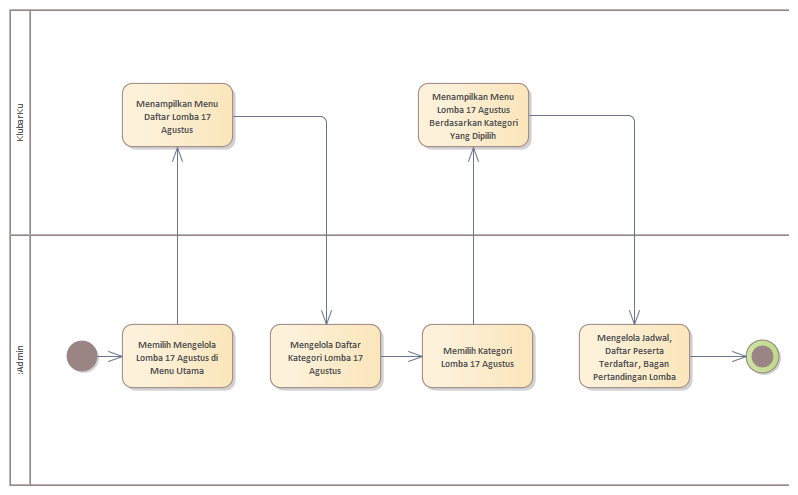 KlubarKu
Menampilkan Menu
Daftar Lomba 17
Agustus
Menampilkan Menu
Lomba 17 Agustus
Berdasarkan Kategori
Yang Dipilih
:Admin
Memilih Mengelola
Lomba 17 Agustus di
Menu Utama
Mengelola Daftar
Kategori Lomba 17
Agustus
Memilih Kategori
Lomba 17 Agustus
Mengelola Jadwal,
Daftar Peserta
Terdaftar, Bagan
Pertandingan Lomba